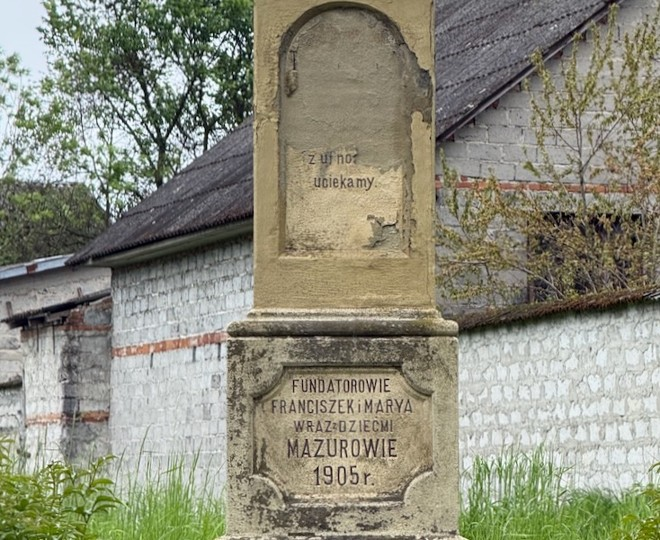 uciekamy.
FUNDATOROWIE
FRANCISZEK i MARYA
WRAZ Z DZIEĆMI
MAZUROWIE
1905 r.